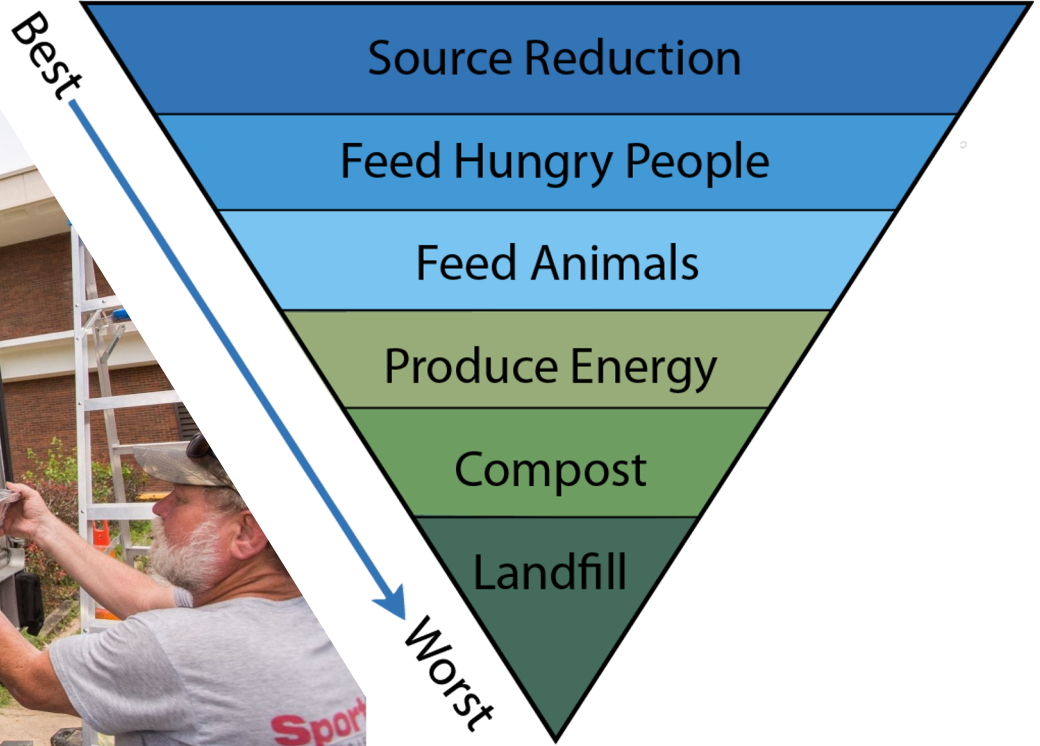 Best
Source Reduction
Feed Hungry People
Feed Animals
Produce Energy
Compost
Landfill
Worst
Sport